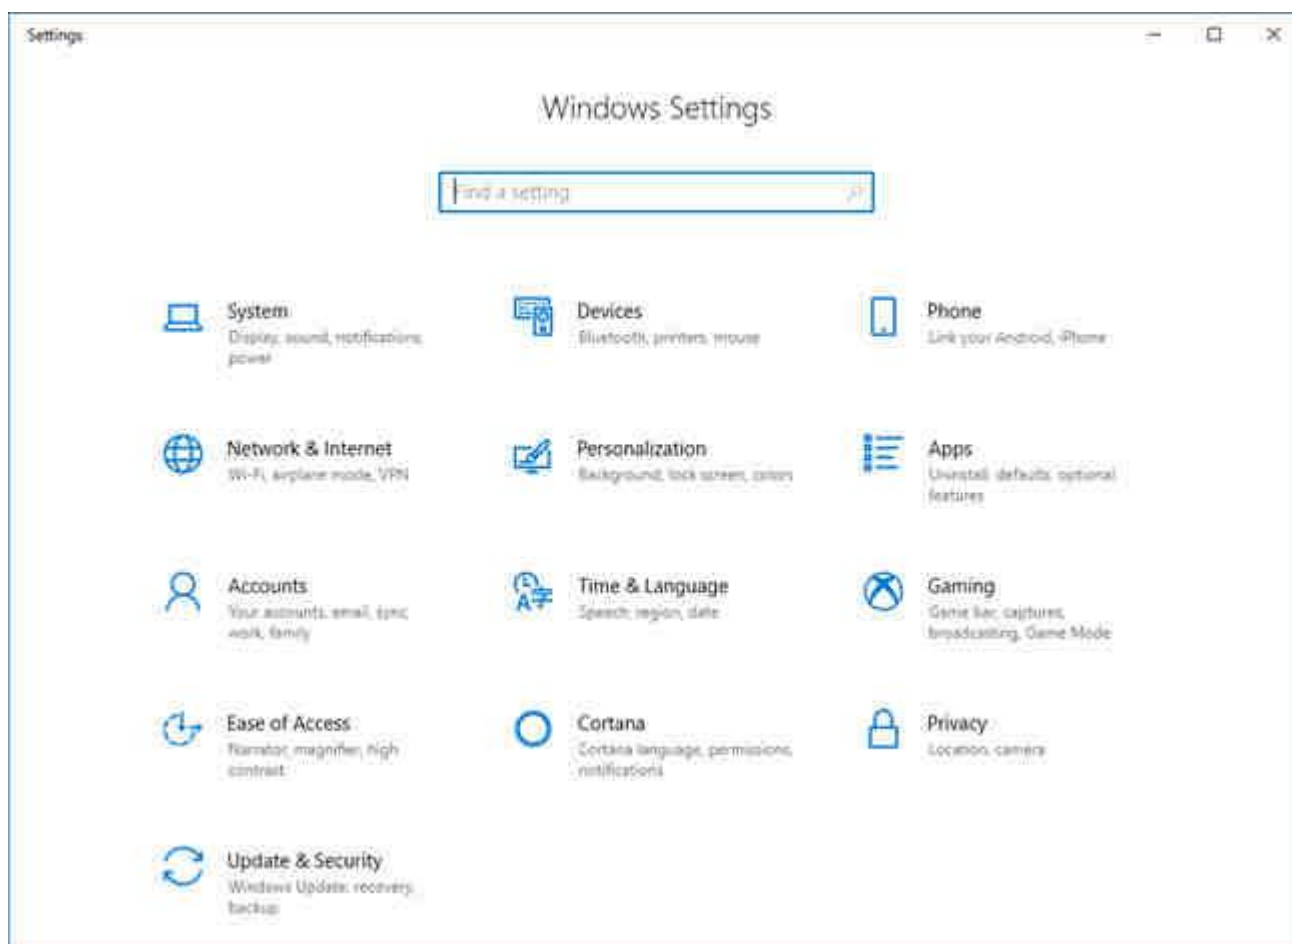 Settings
Windows Settings
Find a setting
System
Display, sound, notifications,
power
Devices
Bluetooth, printers, mouse
Phone
Link your Android, iPhone
Network & Internet
Wi-Fi, airplane mode, VPN
Personalization
Background, lock screen, colors
Apps
Uninstall, defaults, optional
features
Accounts
Your accounts, email, sync,
work, family
Time & Language
Speech, region, date
Gaming
Game bar, captures,
broadcasting, Game Mode
Ease of Access
Narrator, magnifier, high
contrast
Cortana
Cortana language, permissions,
notifications
Privacy
Location, camera
Update & Security
Windows Update, recovery,
backup